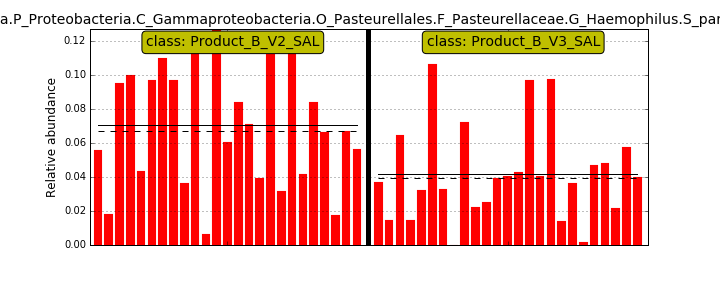 a.P_Proteobacteria.C_Gammaproteobacteria.O_Pasteurellales.F_Pasteurellaceae.G_Haemophilus.S_par
class: Product_B_V2_SAL class: Product_B_V3_SAL
0.12
0.10
0.08
0.06
0.04
0.02
0.00
Relative abundance